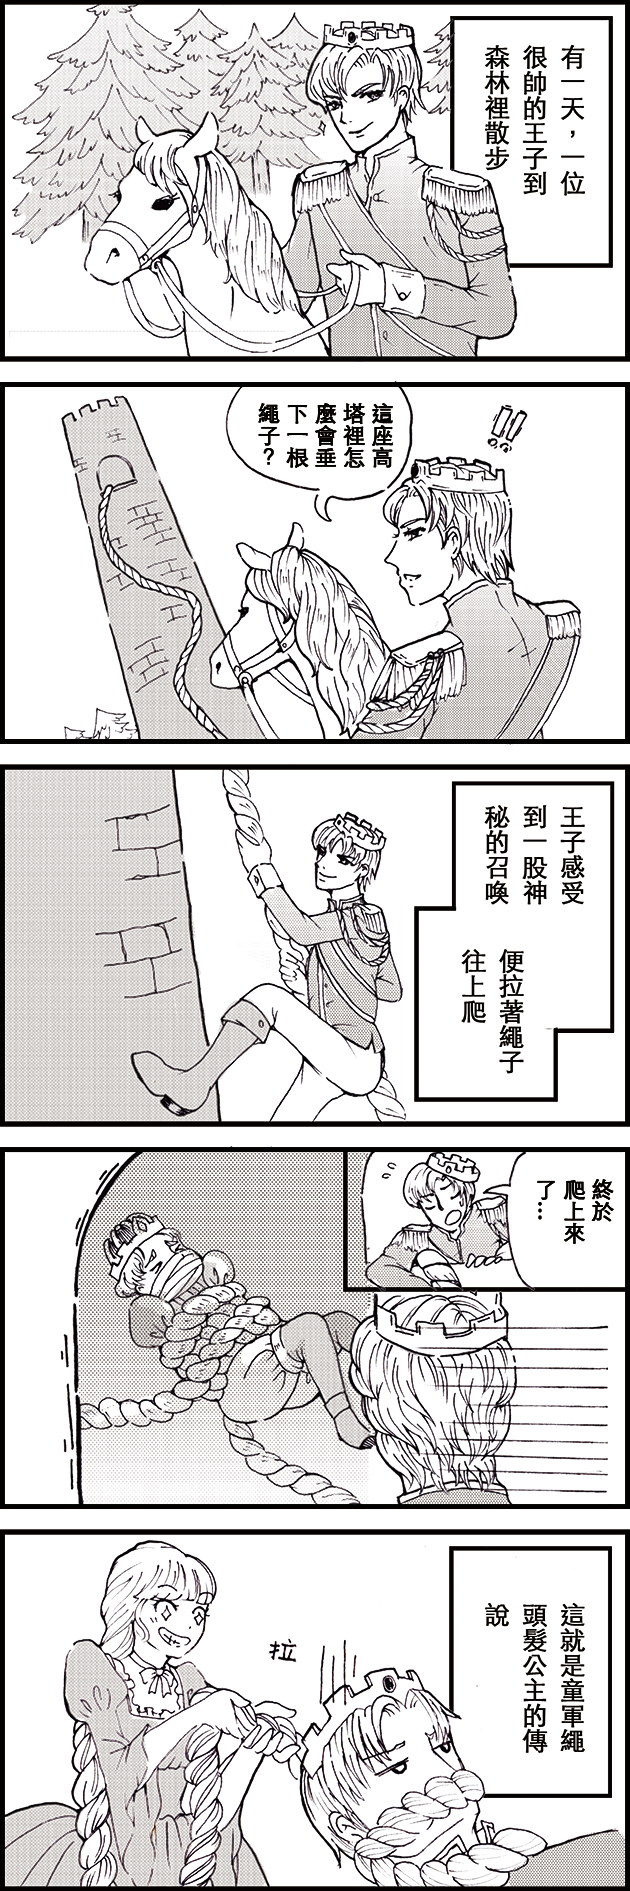 有一天，一位
很帥的王子到
森林裡散步
!!
這座高
塔裡怎
麼會垂
下一根
繩子？
王子感受
到一股神
秘的召喚
便拉著繩子
往上爬
終於
爬上來
了…
這就是童軍繩
頭髮公主的傳
說
拉